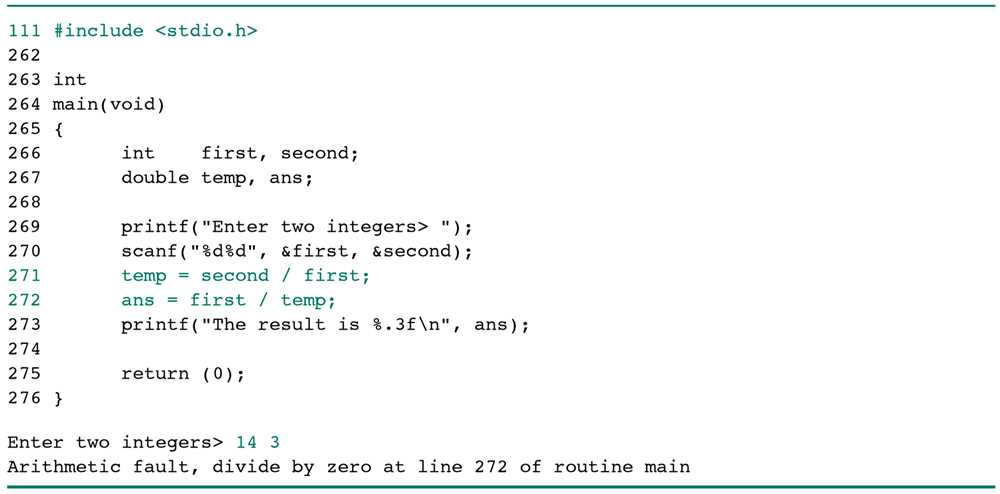 111 #include <stdio.h>
262
263 int
264 main(void)
265 {
266       int    first, second;
267       double temp, ans;
268
269       printf("Enter two integers> ");
270       scanf("%d%d", &first, &second);
271       temp = second / first;
272       ans = first / temp;
273       printf("The result is %.3f\n", ans);
274
275       return (0);
276 }
Enter two integers> 14 3
Arithmetic fault, divide by zero at line 272 of routine main